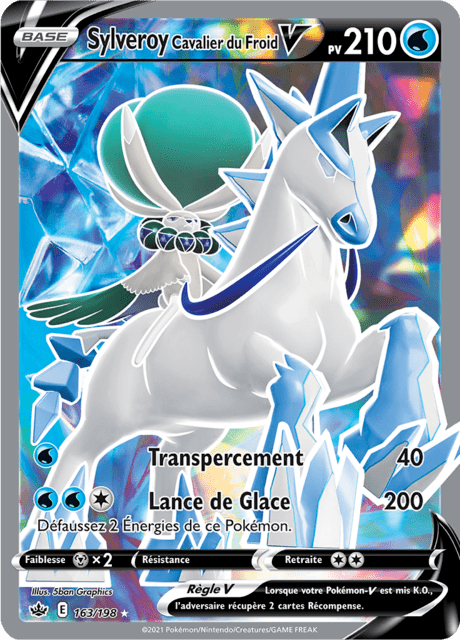 BASE
Sylveroy Cavalier du Froid V PV 210
Transpercement 40
Lance de Glace 200
Défaussez 2 Énergies de ce Pokémon.
Faiblesse ×2 Résistance Retraite
Illus. 5ban Graphics
Règle V
Lorsque votre Pokémon-V est mis K.O.,
l'adversaire récupère 2 cartes Récompense.
E 163/198
©2021 Pokémon/Nintendo/Creatures/GAME FREAK